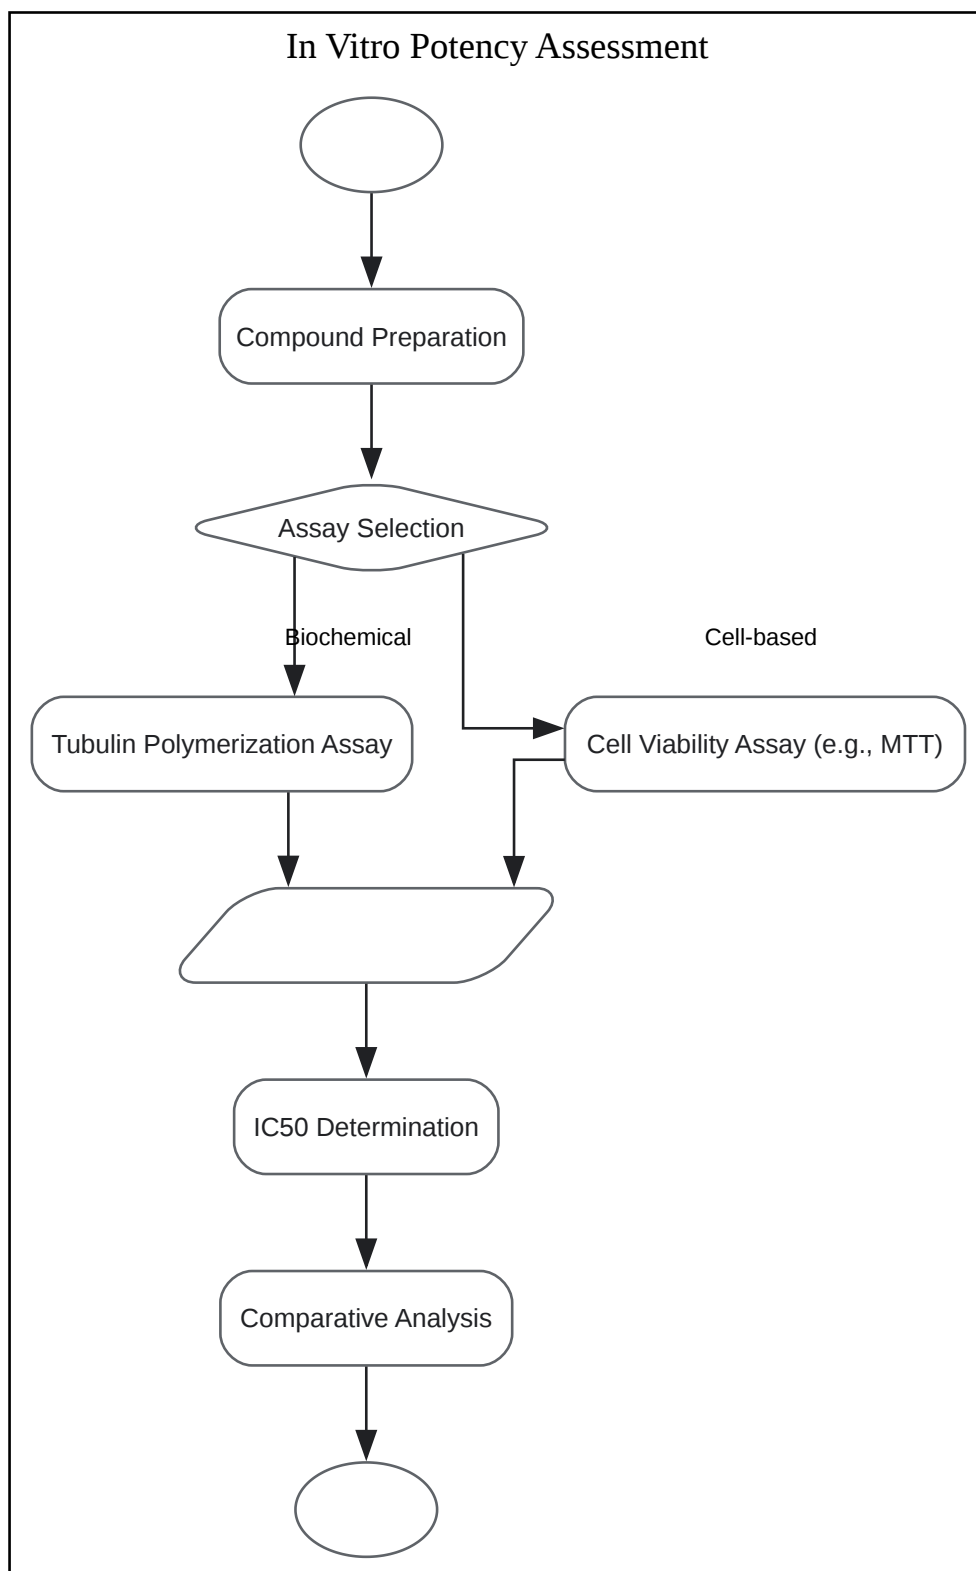 In Vitro Potency Assessment
Compound Preparation
Assay Selection
Biochemical
Cell-based
Tubulin Polymerization Assay
Cell Viability Assay (e.g., MTT)
IC50 Determination
Comparative Analysis